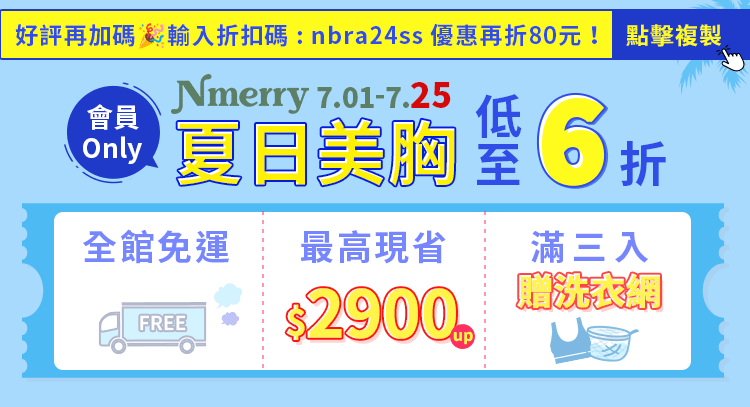 好評再加碼🎉輸入折扣碼：nbra24ss 優惠再折80元！ 點擊複製
會員
Only
Nmerry 7.01-7.25
夏日美胸 低至6折
全館免運
FREE
最高現省
$2900up
滿三入
贈洗衣網